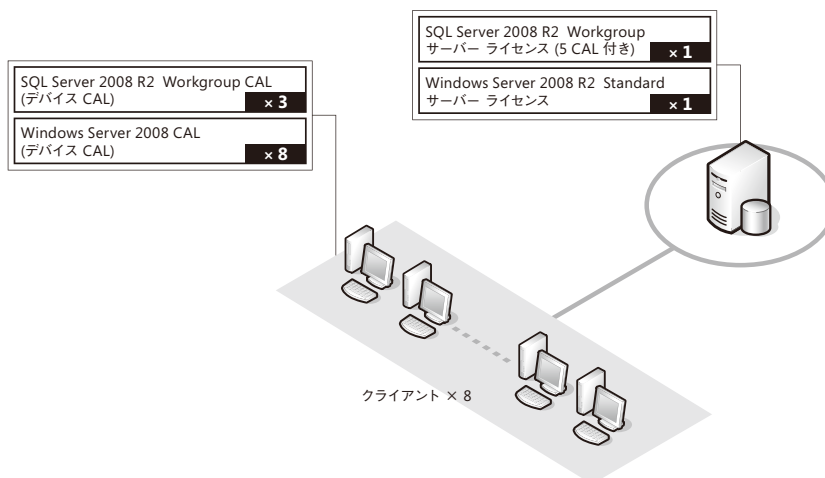 SQL Server 2008 R2 Workgroup
サーバー ライセンス (5 CAL 付き)
×1
Windows Server 2008 R2 Standard
サーバー ライセンス
×1
SQL Server 2008 R2 Workgroup CAL
(デバイス CAL)
×3
Windows Server 2008 CAL
(デバイス CAL)
×8
クライアント × 8